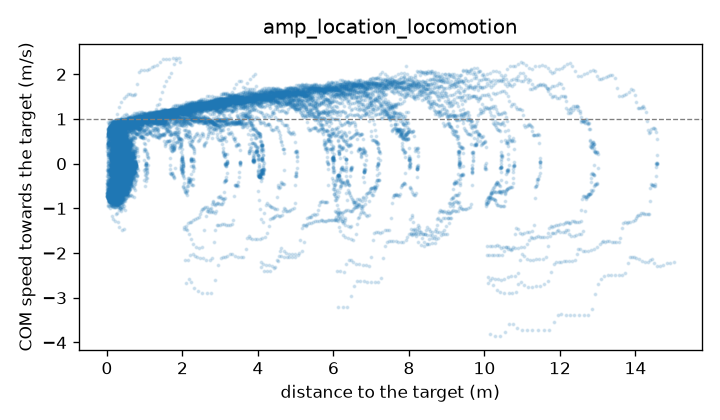 amp_location_locomotion
COM speed towards the target (m/s)
2
1
0
−1
−2
−3
−4
0 2 4 6 8 10 12 14
distance to the target (m)